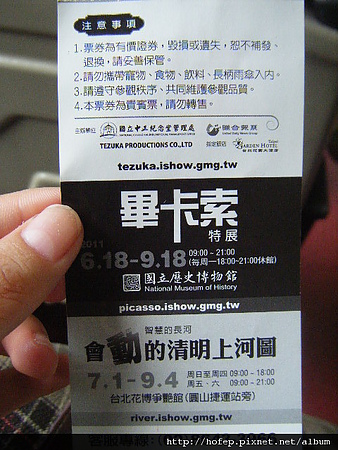 注意事項
1.票券為有價證券，毀損或遺失，恕不補發、
退換，請妥善保管。
2.請勿攜帶寵物、食物、飲料、長柄雨傘入內。
3.請遵守參觀秩序、共同維護參觀品質。
4.本票券為貴賓票，請勿轉售。
主辦單位 國立中正紀念堂管理處 聯合策展
TEZUKA PRODUCTIONS CO.,LTD GARDEN HOTEL
tezuka.ishow.gmg.tw
畢卡索
特展
2011
6.18-9.18 09:00~21:00
(每周一18:00~21:00休館)
國立歷史博物館
National Museum of History
picasso.ishow.gmg.tw
智慧的長河
會動的清明上河圖
7.1-9.4 周日至周四 09:00~18:00
周五、六 09:00~21:00
台北花博爭艷館(圓山捷運站旁)
river.ishow.gmg.tw
http://hofep.pixnet.net/album